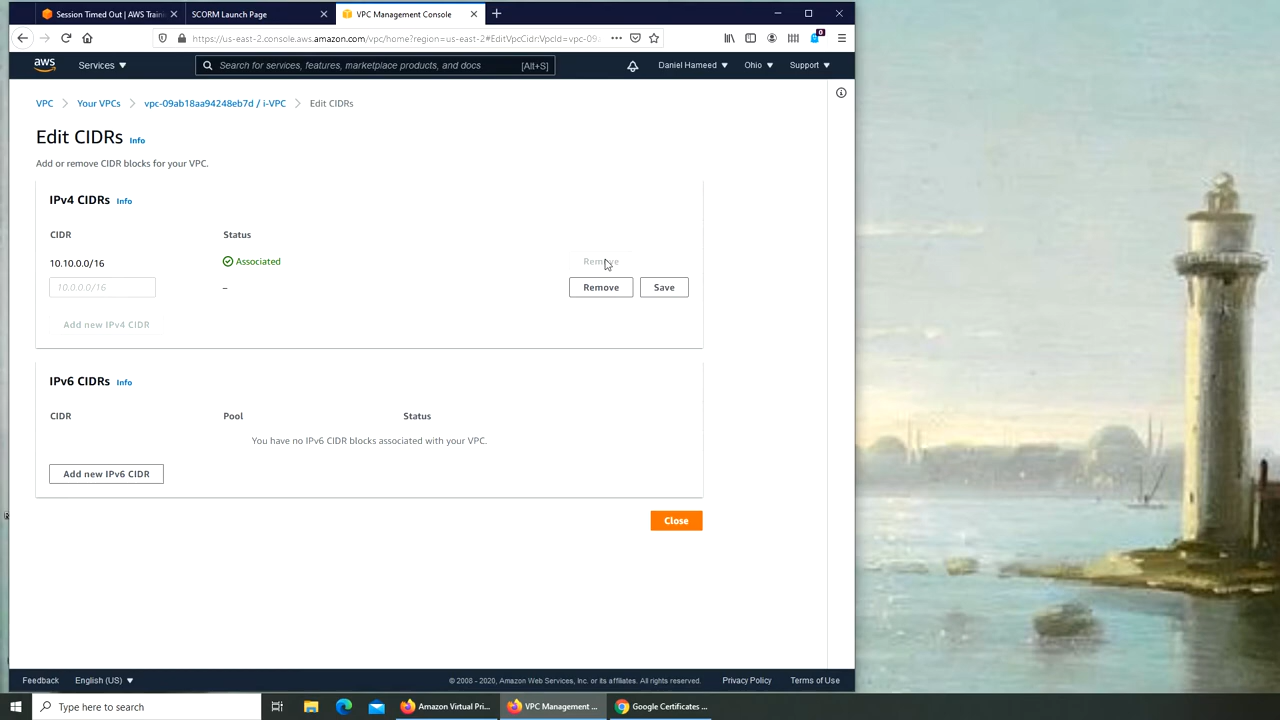 Session Timed Out | AWS Traini
SCORM Launch Page
VPC Management Console
https://us-east-2.console.aws.amazon.com/vpc/home?region=us-east-2#EditVpcCidr:VpcId=vpc-09
0
aws
Services
Search for services, features, marketplace products, and docs
[Alt+S]
Daniel Hameed
Ohio
Support
VPC
Your VPCs
vpc-09ab18aa94248eb7d / i-VPC
Edit CIDRs
Edit CIDRs
Info
Add or remove CIDR blocks for your VPC.
IPv4 CIDRs
Info
CIDR
Status
10.10.0.0/16
Associated
Remove
10.0.0.0/16
–
Remove
Save
Add new IPv4 CIDR
IPv6 CIDRs
Info
CIDR
Pool
Status
You have no IPv6 CIDR blocks associated with your VPC.
Add new IPv6 CIDR
Close
Feedback
English (US)
© 2008 - 2020, Amazon Web Services, Inc. or its affiliates. All rights reserved.
Privacy Policy
Terms of Use
Type here to search
Amazon Virtual Pri...
VPC Management ...
Google Certificates ...